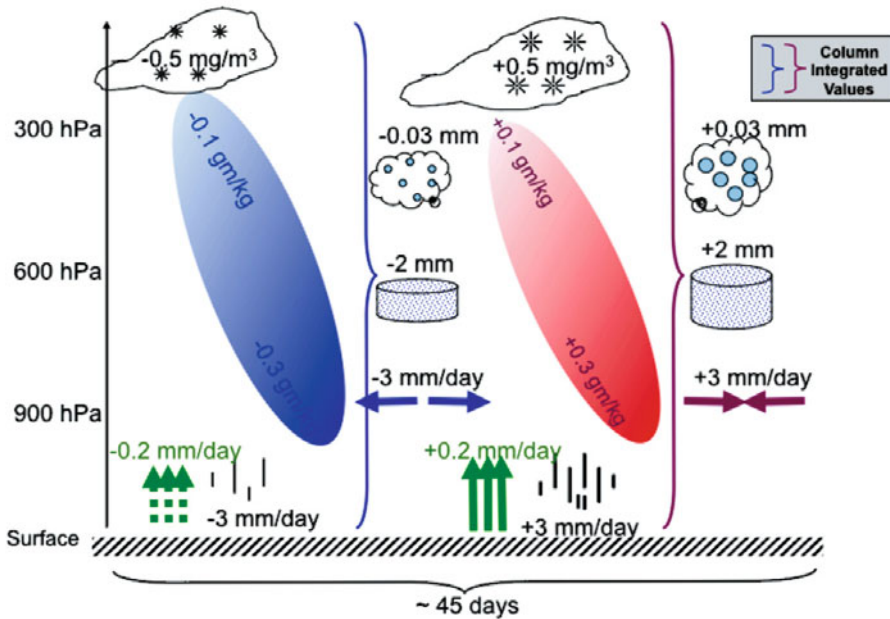 -0.5 mg/m³
+0.5 mg/m³
Column
Integrated
Values
300 hPa
-0.1 gm/kg
-0.03 mm
+0.1 gm/kg
+0.03 mm
600 hPa
-2 mm
+2 mm
-0.3 gm/kg
-3 mm/day
+0.3 gm/kg
+3 mm/day
900 hPa
-0.2 mm/day
+0.2 mm/day
-3 mm/day
+3 mm/day
Surface
~ 45 days